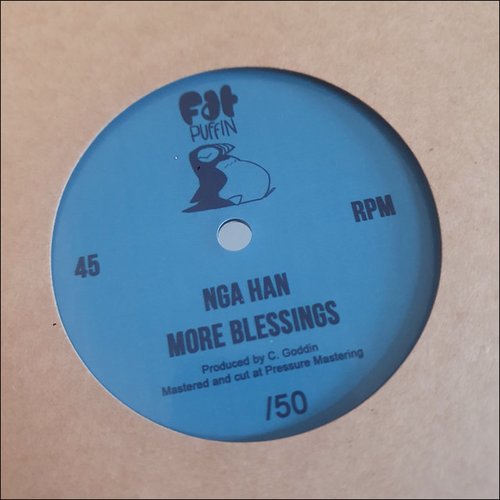 Fat
PUFFIN
45
RPM
NGA HAN
MORE BLESSINGS
Produced by C. Goddin
Mastered and cut at Pressure Mastering
/50